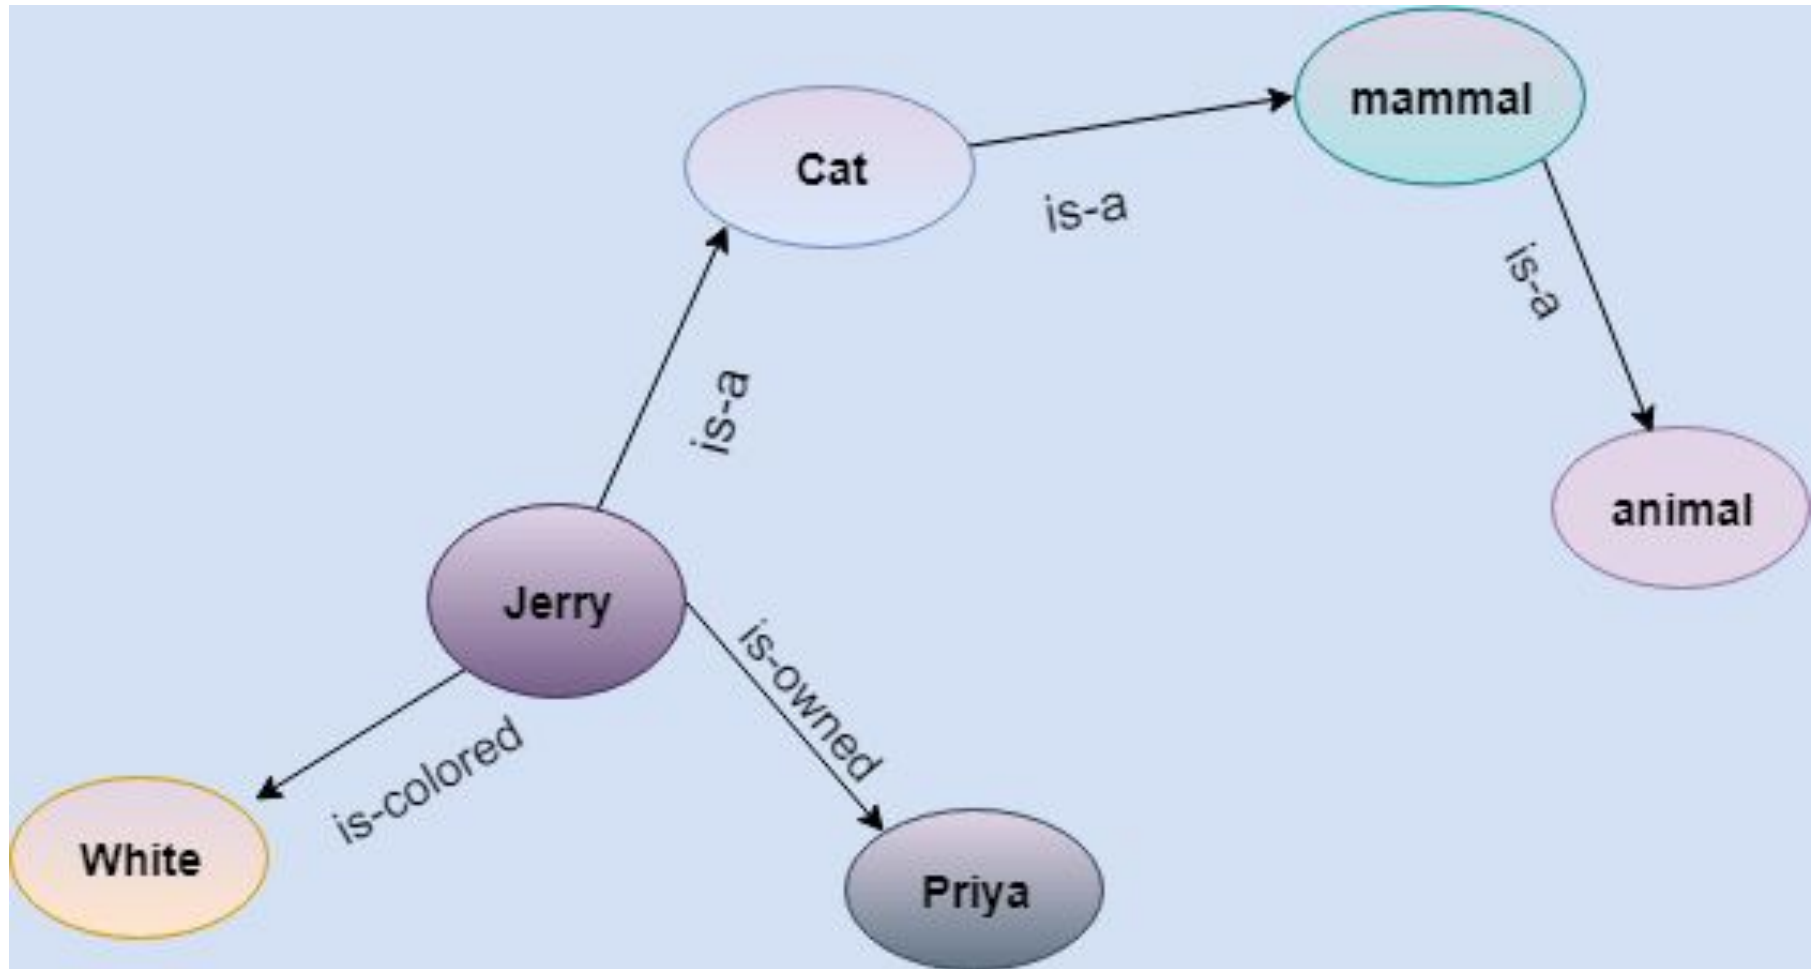 mammal
Cat
is-a
is-a
is-a
animal
Jerry
is-owned
is-colored
White
Priya